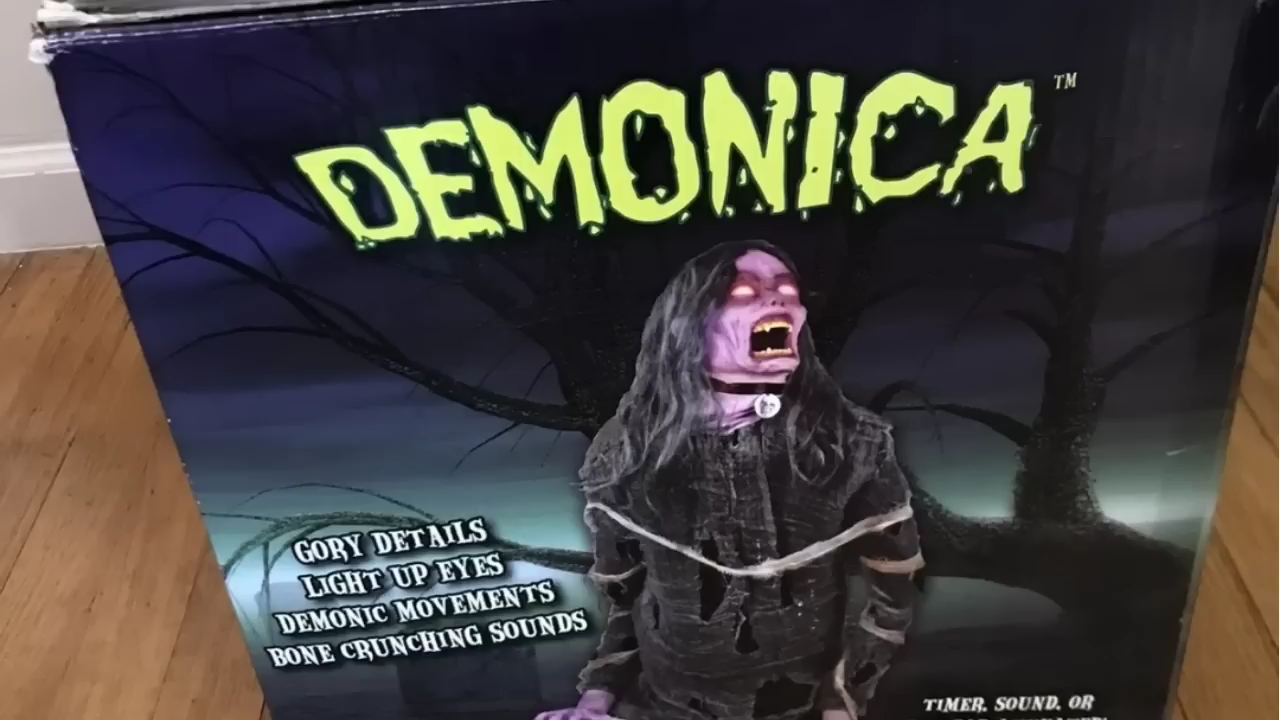 DEMONICA™
GORY DETAILS
LIGHT UP EYES
DEMONIC MOVEMENTS
BONE CRUNCHING SOUNDS
TIMER, SOUND, OR